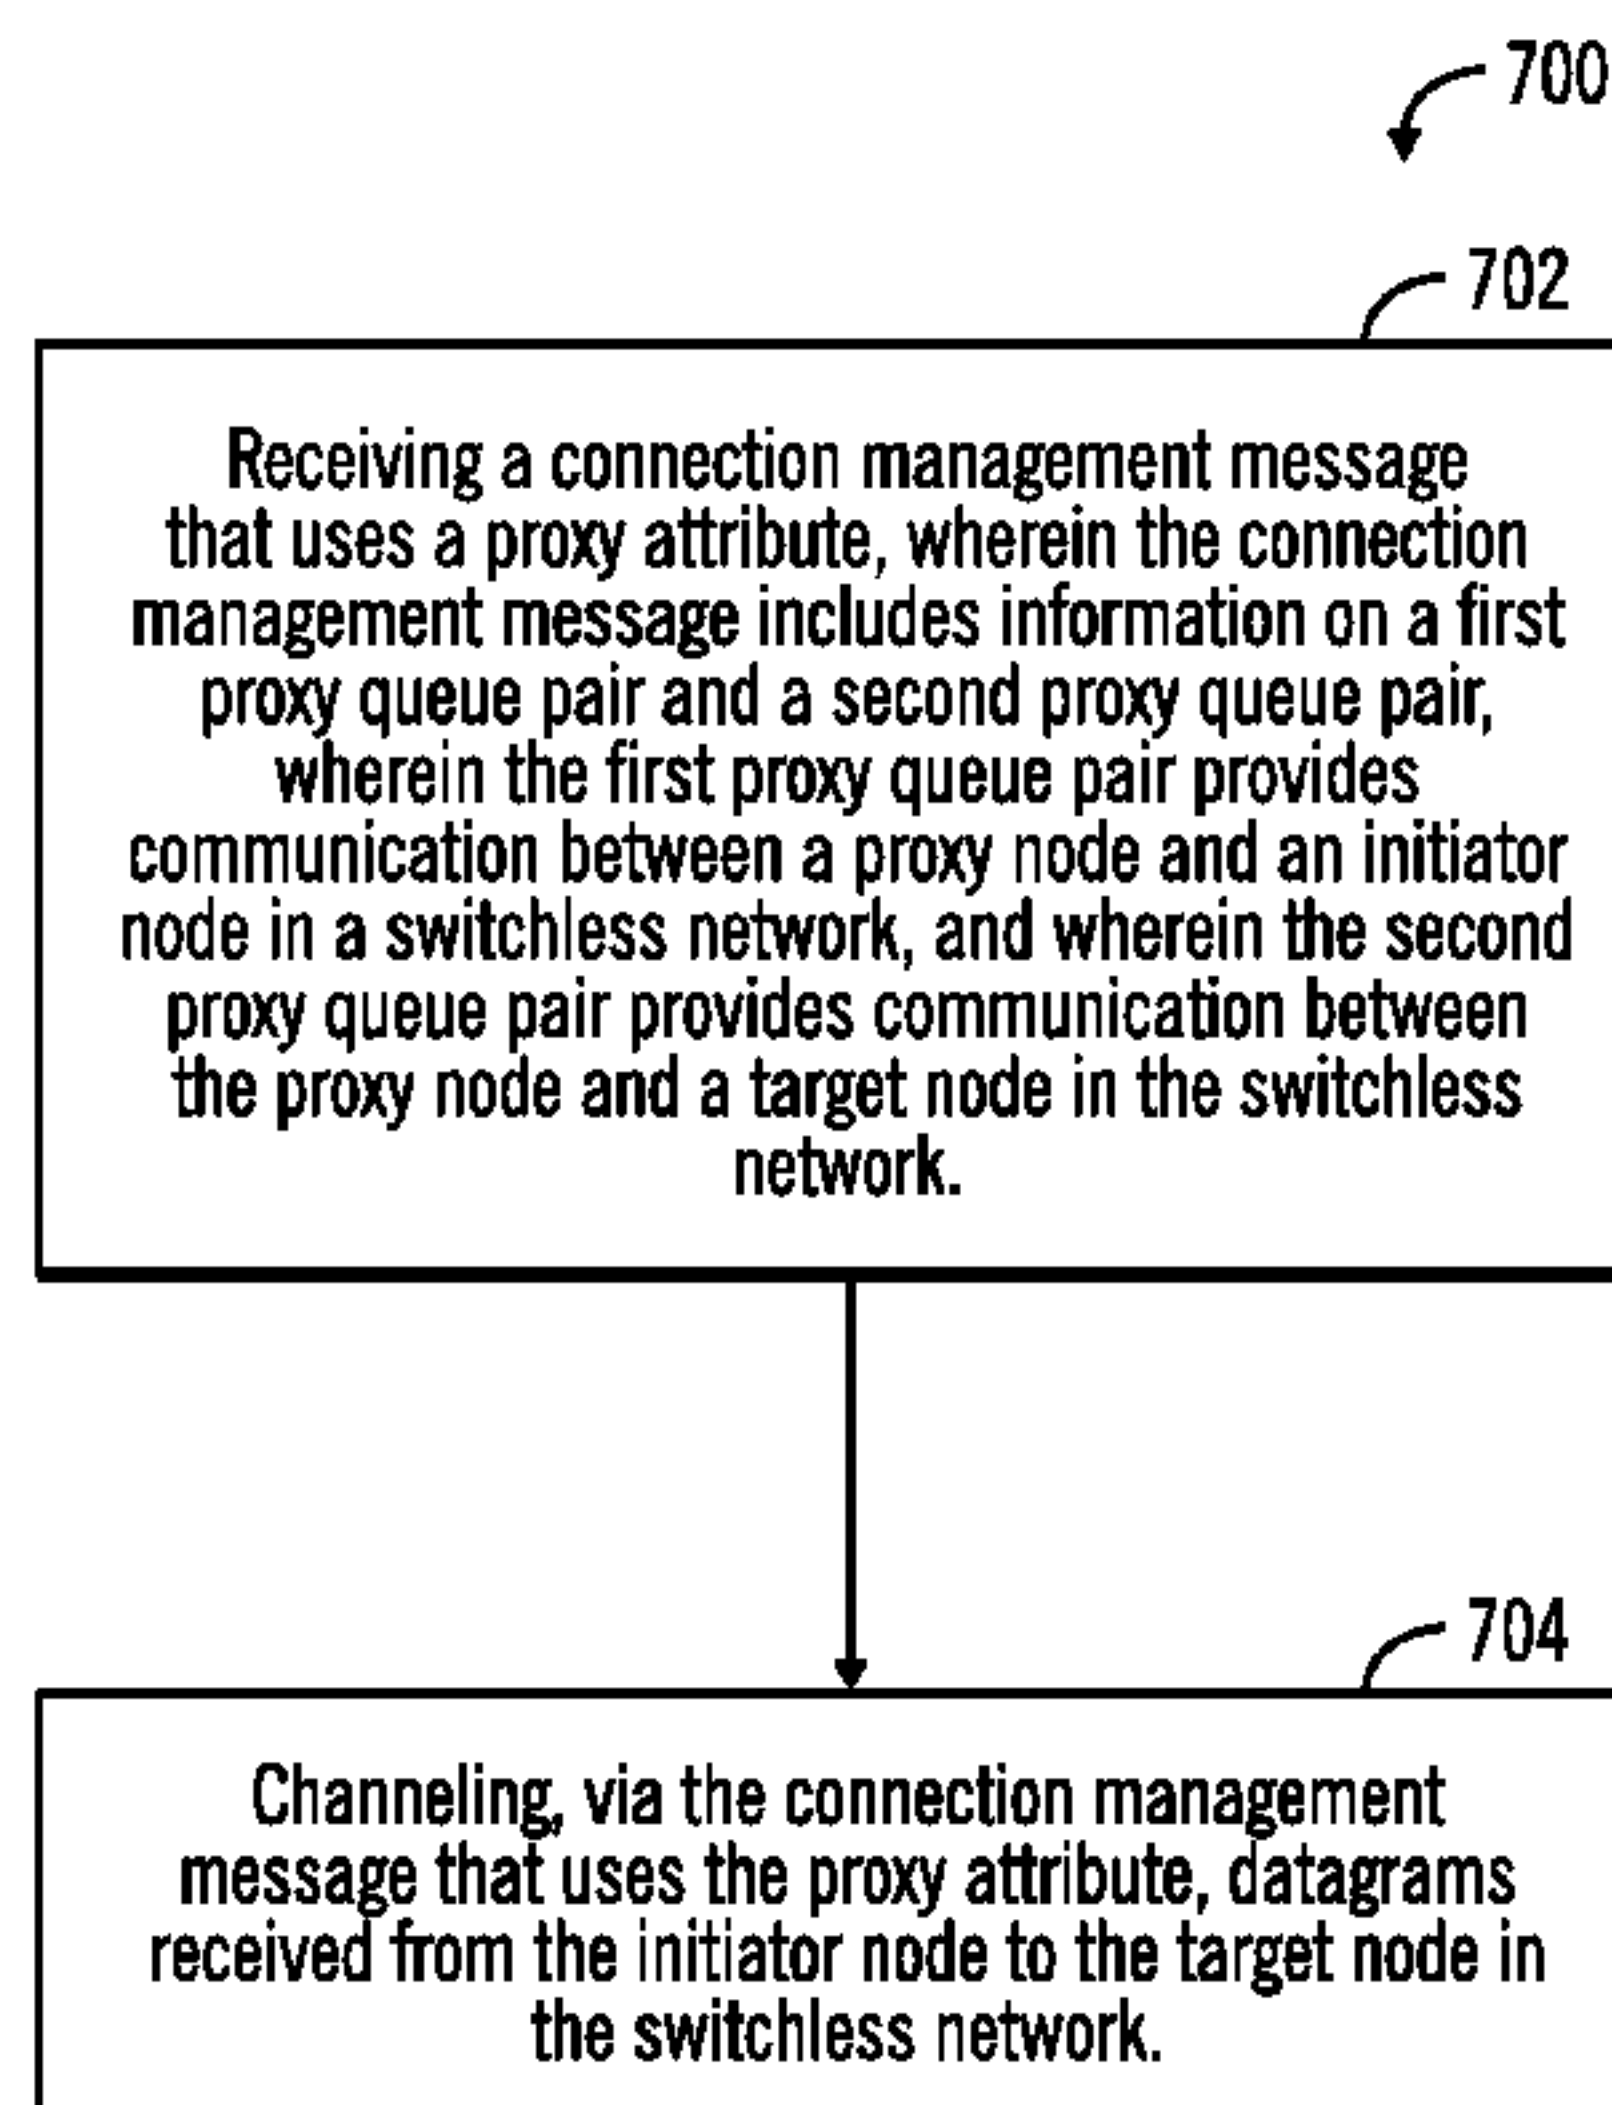 700
702
Receiving a connection management message
that uses a proxy attribute, wherein the connection
management message includes information on a first
proxy queue pair and a second proxy queue pair,
wherein the first proxy queue pair provides
communication between a proxy node and an initiator
node in a switchless network, and wherein the second
proxy queue pair provides communication between
the proxy node and a target node in the switchless
network.
704
Channeling, via the connection management
message that uses the proxy attribute, datagrams
received from the initiator node to the target node in
the switchless network.